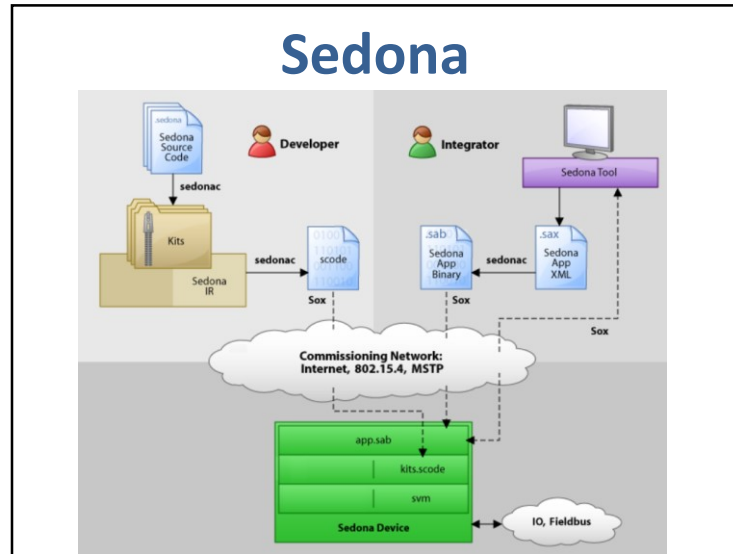 Sedona
.sedona
Sedona
Source
Code
Developer
sedonac
Kits
Sedona
IR
sedonac
scode
Sox
Integrator
Sedona Tool
.sab
Sedona
App
Binary
sedonac
.sax
Sedona
App
XML
Sox
Sox
Commissioning Network:
Internet, 802.15.4, MSTP
app.sab
kits.scode
svm
Sedona Device
IO, Fieldbus